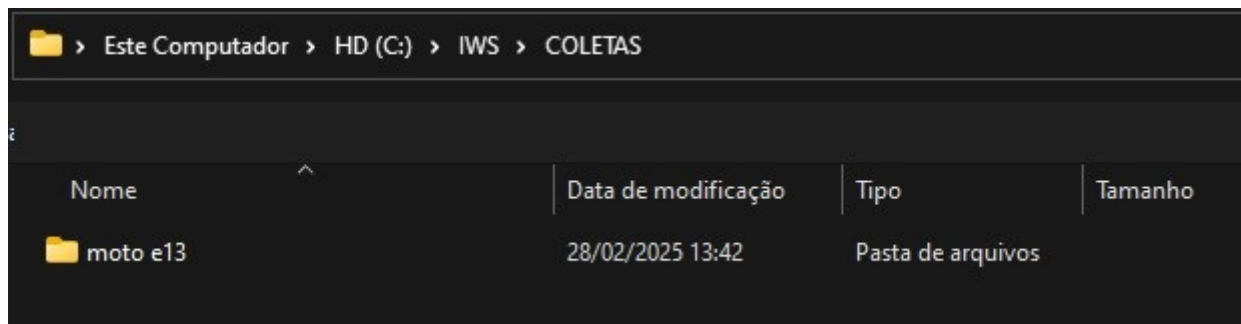 Este Computador > HD (C:) > IWS > COLETAS
Nome Data de modificação Tipo Tamanho
moto e13 28/02/2025 13:42 Pasta de arquivos